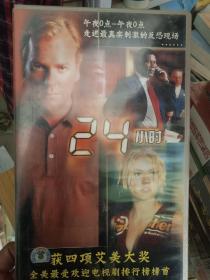 午夜0点-午夜0点
走进最真实刺激的反恐现场
......
24
小时
获四项艾美大奖
全美最受欢迎电视剧排行榜榜首